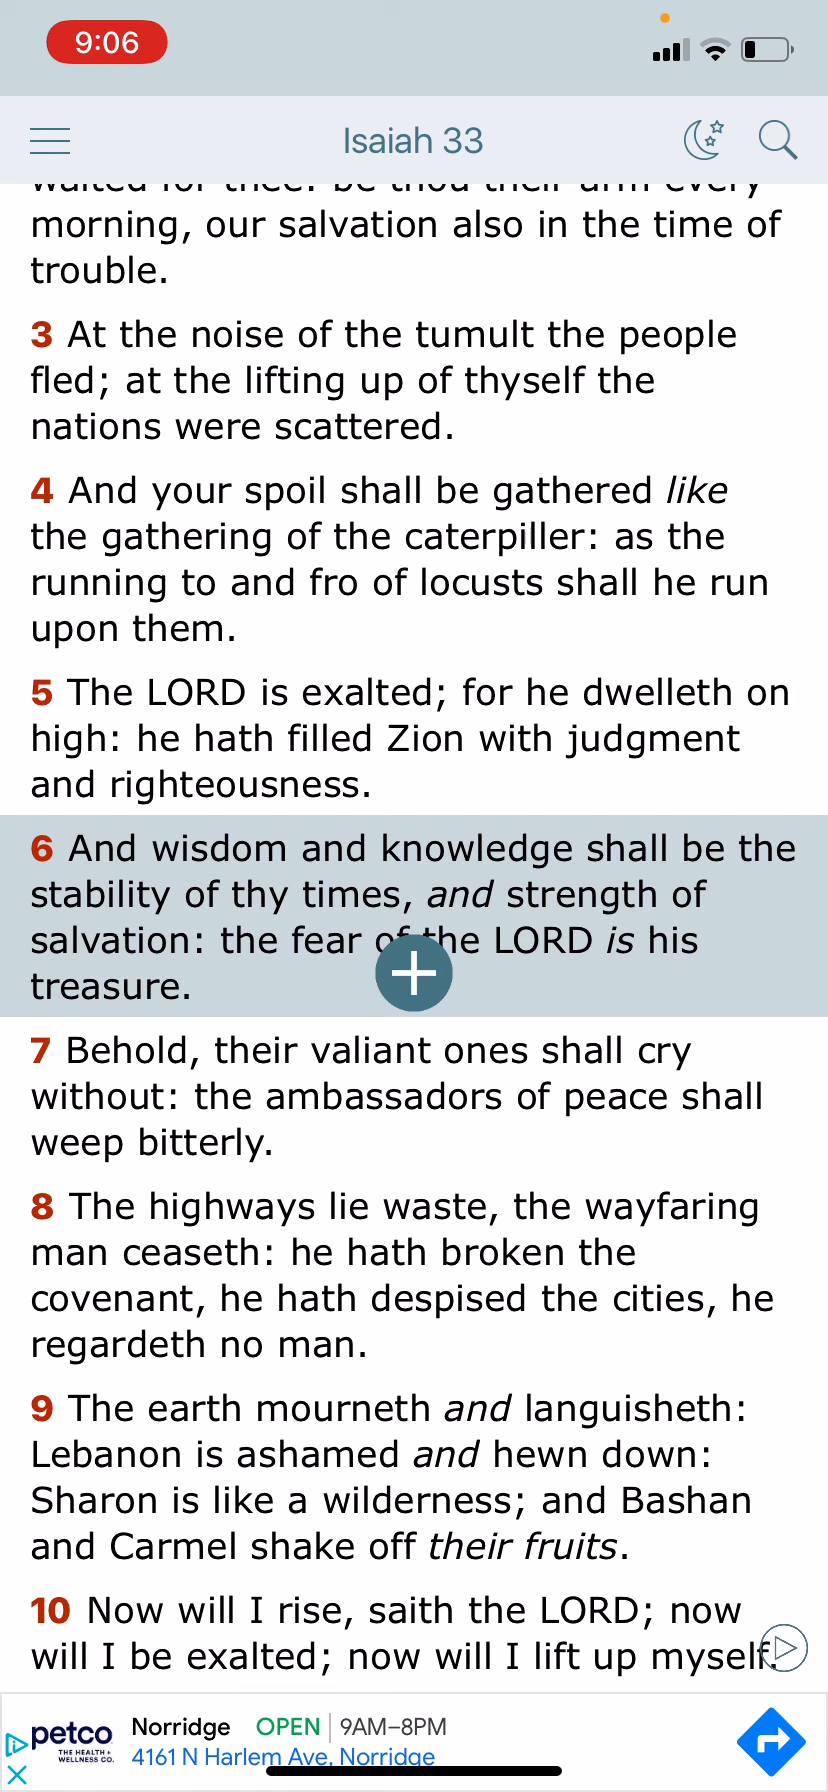 9:06
Isaiah 33
waited for thee: be thou their arm every
morning, our salvation also in the time of
trouble.
3 At the noise of the tumult the people
fled; at the lifting up of thyself the
nations were scattered.
4 And your spoil shall be gathered like
the gathering of the caterpiller: as the
running to and fro of locusts shall he run
upon them.
5 The LORD is exalted; for he dwelleth on
high: he hath filled Zion with judgment
and righteousness.
6 And wisdom and knowledge shall be the
stability of thy times, and strength of
salvation: the fear of the LORD is his
treasure.
7 Behold, their valiant ones shall cry
without: the ambassadors of peace shall
weep bitterly.
8 The highways lie waste, the wayfaring
man ceaseth: he hath broken the
covenant, he hath despised the cities, he
regardeth no man.
9 The earth mourneth and languisheth:
Lebanon is ashamed and hewn down:
Sharon is like a wilderness; and Bashan
and Carmel shake off their fruits.
10 Now will I rise, saith the LORD; now
will I be exalted; now will I lift up myself.
petco
THE HEALTH +
WELLNESS CO.
Norridge OPEN 9AM–8PM
4161 N Harlem Ave, Norridge